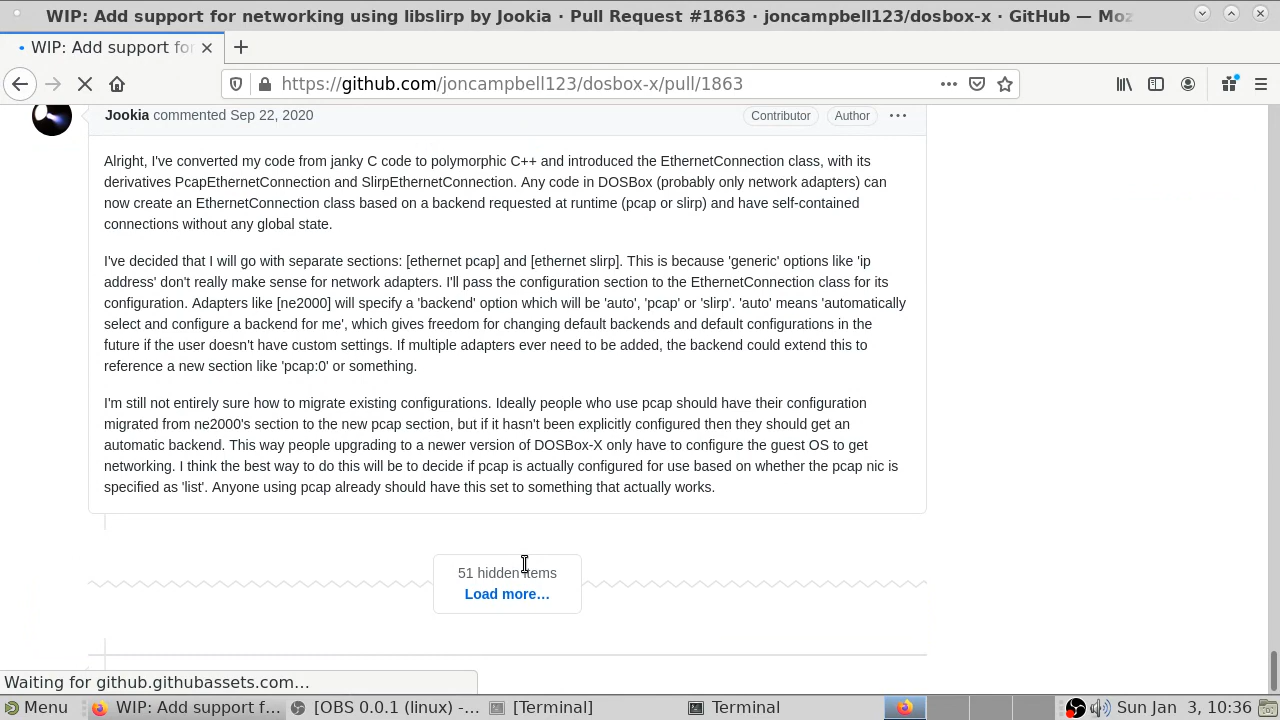 WIP: Add support for networking using libslirp by Jookia · Pull Request #1863 · joncampbell123/dosbox-x · GitHub — Moz
WIP: Add support fo
https://github.com/joncampbell123/dosbox-x/pull/1863
Jookia commented Sep 22, 2020
Contributor
Author
Alright, I've converted my code from janky C code to polymorphic C++ and introduced the EthernetConnection class, with its
derivatives PcapEthernetConnection and SlirpEthernetConnection. Any code in DOSBox (probably only network adapters) can
now create an EthernetConnection class based on a backend requested at runtime (pcap or slirp) and have self-contained
connections without any global state.
I've decided that I will go with separate sections: [ethernet pcap] and [ethernet slirp]. This is because 'generic' options like 'ip
address' don't really make sense for network adapters. I'll pass the configuration section to the EthernetConnection class for its
configuration. Adapters like [ne2000] will specify a 'backend' option which will be 'auto', 'pcap' or 'slirp'. 'auto' means 'automatically
select and configure a backend for me', which gives freedom for changing default backends and default configurations in the
future if the user doesn't have custom settings. If multiple adapters ever need to be added, the backend could extend this to
reference a new section like 'pcap:0' or something.
I'm still not entirely sure how to migrate existing configurations. Ideally people who use pcap should have their configuration
migrated from ne2000's section to the new pcap section, but if it hasn't been explicitly configured then they should get an
automatic backend. This way people upgrading to a newer version of DOSBox-X only have to configure the guest OS to get
networking. I think the best way to do this will be to decide if pcap is actually configured for use based on whether the pcap nic is
specified as 'list'. Anyone using pcap already should have this set to something that actually works.
51 hidden items
Load more…
Waiting for github.githubassets.com…
Menu
WIP: Add support f...
[OBS 0.0.1 (linux) -...
[Terminal]
Terminal
Sun Jan 3, 10:36